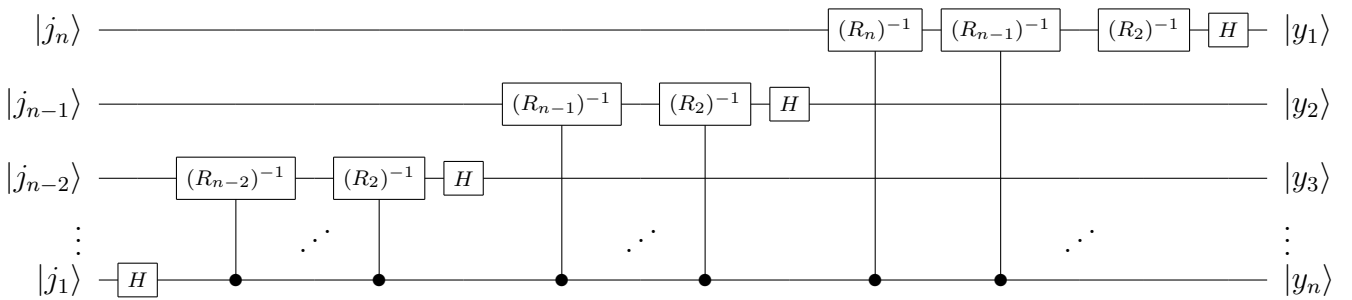 |j_n⟩ (R_n)^{-1} (R_{n-1})^{-1} (R_2)^{-1} H |y_1⟩
|j_{n-1}⟩ (R_{n-1})^{-1} (R_2)^{-1} H |y_2⟩
|j_{n-2}⟩ (R_{n-2})^{-1} (R_2)^{-1} H |y_3⟩
⋮ ⋰ ⋰ ⋰ ⋮
|j_1⟩ H |y_n⟩